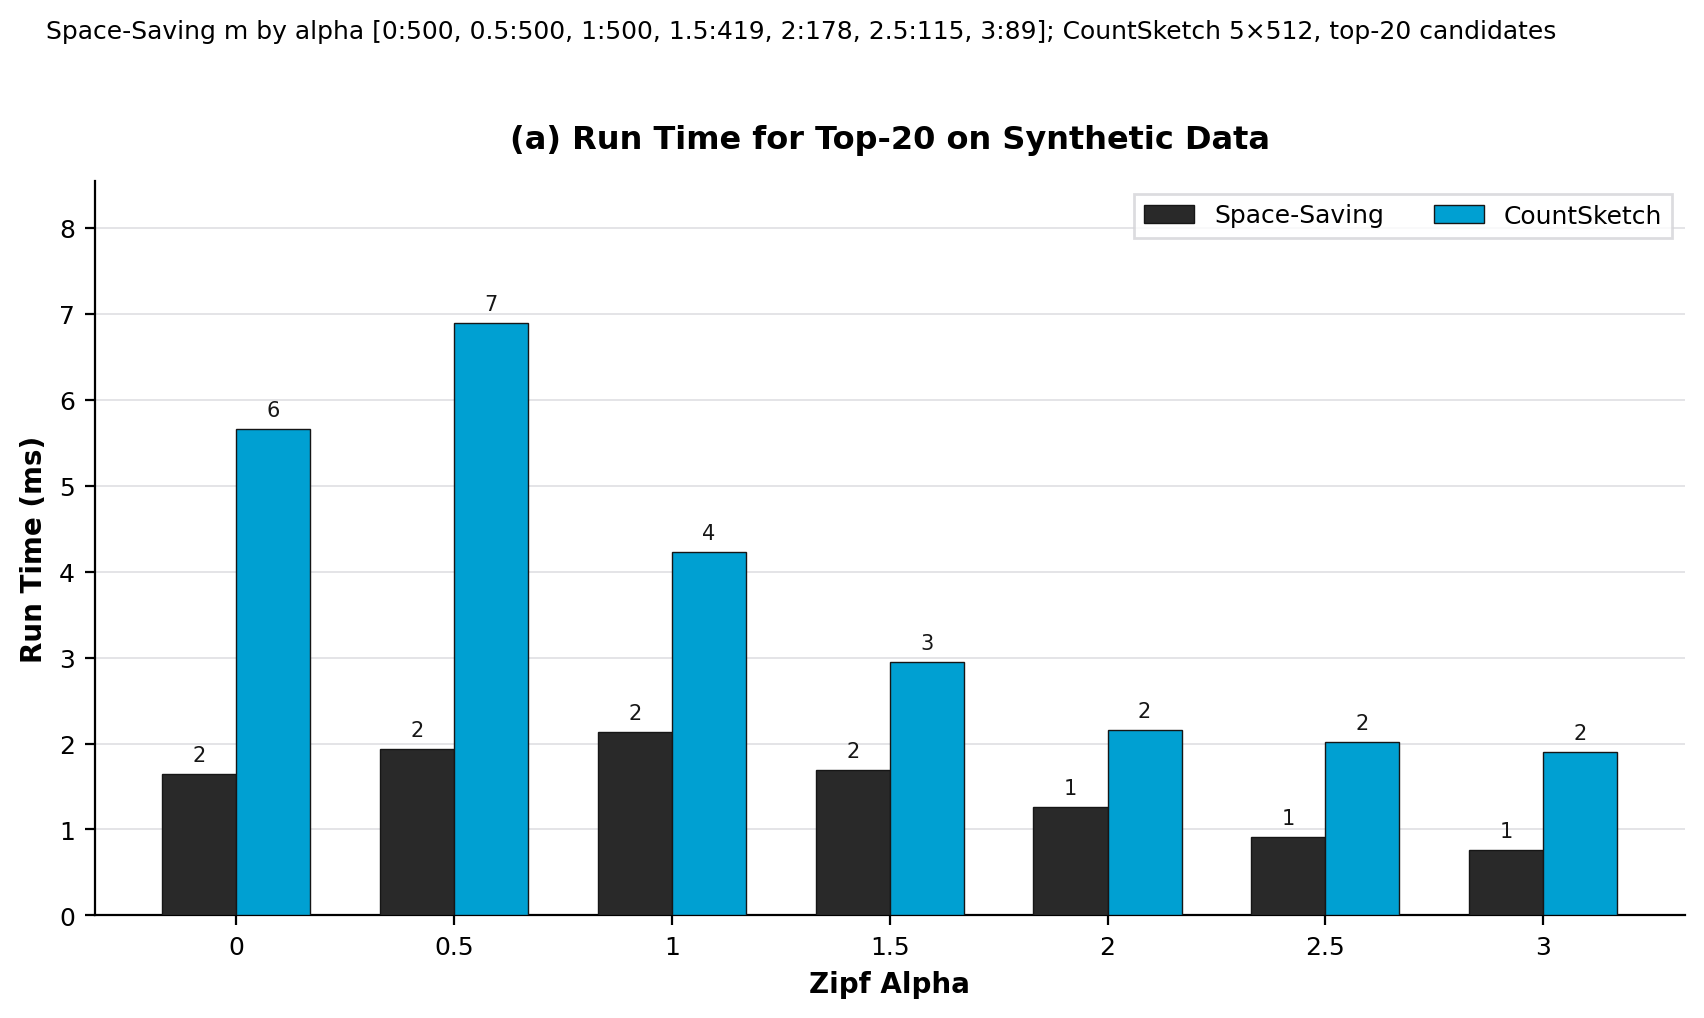 Space-Saving m by alpha [0:500, 0.5:500, 1:500, 1.5:419, 2:178, 2.5:115, 3:89]; CountSketch 5×512, top-20 candidates
(a) Run Time for Top-20 on Synthetic Data
Space-Saving CountSketch
Run Time (ms)
8
7
6
5
4
3
2
1
0
2 6
2 7
2 4
2 3
1 2
1 2
1 2
0 0.5 1 1.5 2 2.5 3
Zipf Alpha